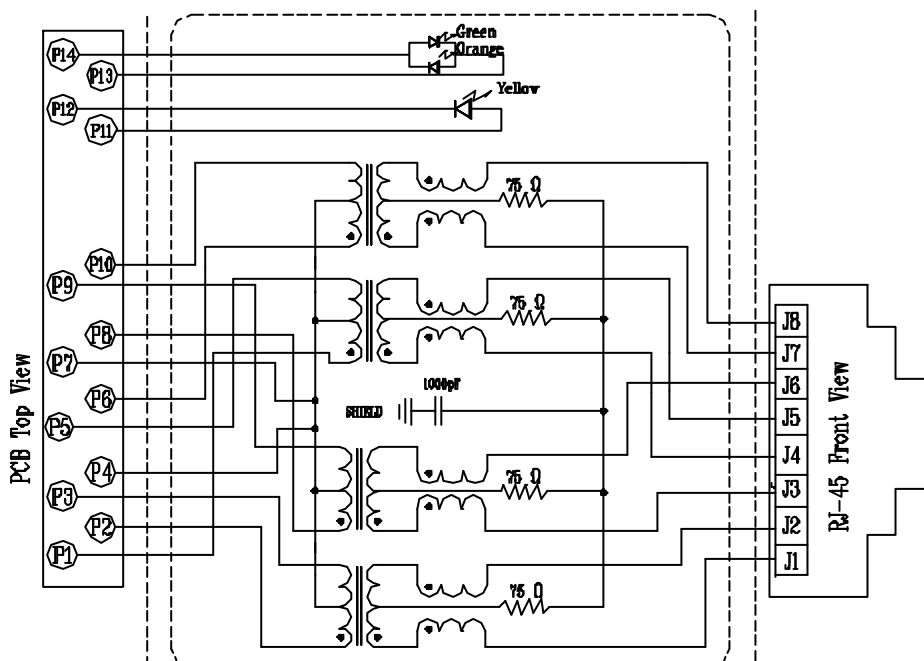 Green
Orange
P14
P13
Yellow
P12
P11
75 Ω
P10
P9
75 Ω
P8
P7
1000pF
SHIELD
P6
P5
P4
75 Ω
P3
P2
P1
75 Ω
PCB Top View
J8
J7
J6
J5
J4
J3
J2
J1
RJ-45 Front View